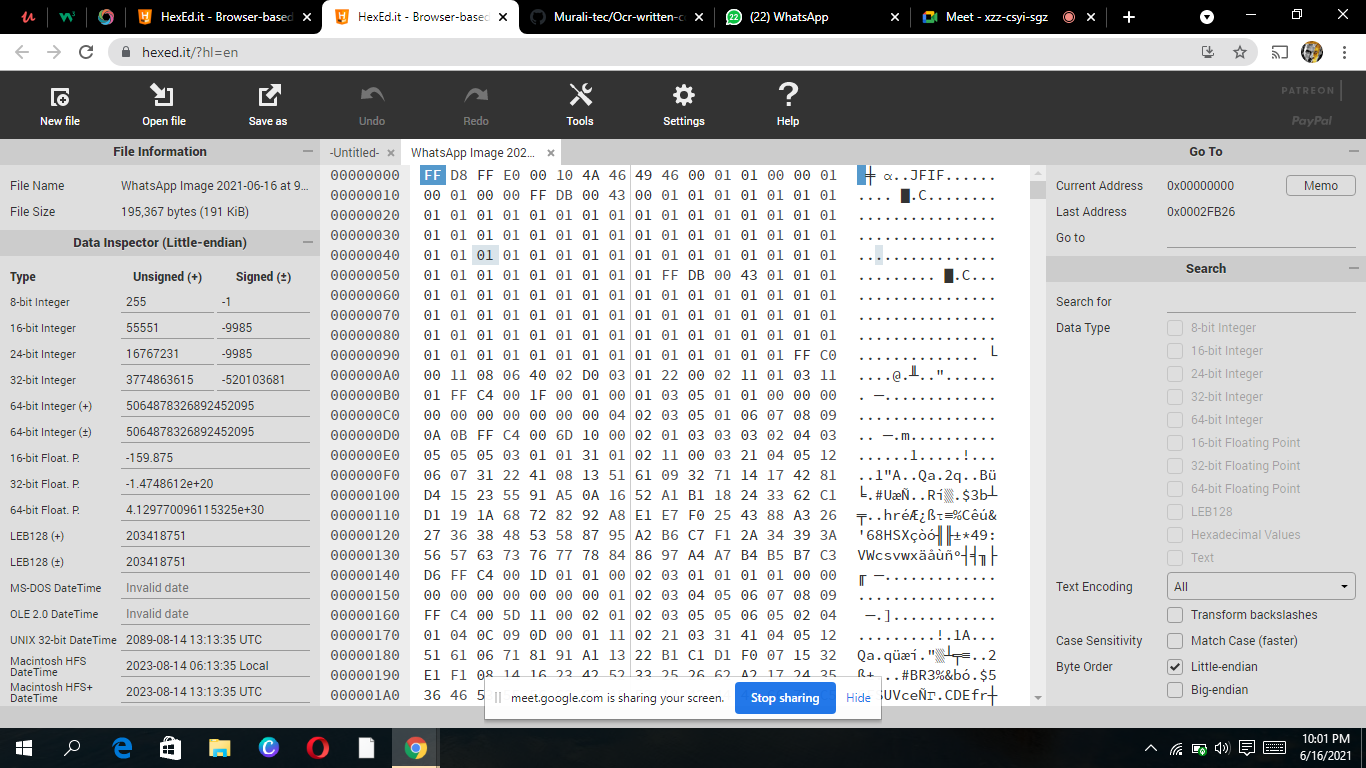 HexEd.it - Browser-based
HexEd.it - Browser-based
Murali-tec/Ocr-written-c
(22) WhatsApp
Meet - xzz-csyi-sgz
hexed.it/?hl=en
New file
Open file
Save as
Undo
Redo
Tools
Settings
Help
PATREON
PayPal
File Information
File Name WhatsApp Image 2021-06-16 at 9...
File Size 195,367 bytes (191 KiB)
Data Inspector (Little-endian)
Type Unsigned (+) Signed (±)
8-bit Integer 255 -1
16-bit Integer 55551 -9985
24-bit Integer 16767231 -9985
32-bit Integer 3774863615 -520103681
64-bit Integer (+) 5064878326892452095
64-bit Integer (±) 5064878326892452095
16-bit Float. P. -159.875
32-bit Float. P. -1.4748612e+20
64-bit Float. P. 4.129770096115325e+30
LEB128 (+) 203418751
LEB128 (±) 203418751
MS-DOS DateTime Invalid date
OLE 2.0 DateTime Invalid date
UNIX 32-bit DateTime 2089-08-14 13:13:35 UTC
Macintosh HFS DateTime 2023-08-14 06:13:35 Local
Macintosh HFS+ DateTime 2023-08-14 13:13:35 UTC
-Untitled-
WhatsApp Image 202...
00000000 FF D8 FF E0 00 10 4A 46 49 46 00 01 01 00 00 01
00000010 00 01 00 00 FF DB 00 43 00 01 01 01 01 01 01 01
00000020 01 01 01 01 01 01 01 01 01 01 01 01 01 01 01 01
00000030 01 01 01 01 01 01 01 01 01 01 01 01 01 01 01 01
00000040 01 01 01 01 01 01 01 01 01 01 01 01 01 01 01 01
00000050 01 01 01 01 01 01 01 01 01 FF DB 00 43 01 01 01
00000060 01 01 01 01 01 01 01 01 01 01 01 01 01 01 01 01
00000070 01 01 01 01 01 01 01 01 01 01 01 01 01 01 01 01
00000080 01 01 01 01 01 01 01 01 01 01 01 01 01 01 01 01
00000090 01 01 01 01 01 01 01 01 01 01 01 01 01 01 FF C0
000000A0 00 11 08 06 40 02 D0 03 01 22 00 02 11 01 03 11
000000B0 01 FF C4 00 1F 00 01 00 01 03 05 01 01 00 00 00
000000C0 00 00 00 00 00 00 00 04 02 03 05 01 06 07 08 09
000000D0 0A 0B FF C4 00 6D 10 00 02 01 03 03 03 02 04 03
000000E0 05 05 05 03 01 01 31 01 02 11 00 03 21 04 05 12
000000F0 06 07 31 22 41 08 13 51 61 09 32 71 14 17 42 81
00000100 D4 15 23 55 91 A5 0A 16 52 A1 B1 18 24 33 62 C1
00000110 D1 19 1A 68 72 82 92 A8 E1 E7 F0 25 43 88 A3 26
00000120 27 36 38 48 53 58 87 95 A2 B6 C7 F1 2A 34 39 3A
00000130 56 57 63 73 76 77 78 84 86 97 A4 A7 B4 B5 B7 C3
00000140 D6 FF C4 00 1D 01 01 00 02 03 01 01 01 01 00 00
00000150 00 00 00 00 00 00 00 01 02 03 04 05 06 07 08 09
00000160 FF C4 00 5D 11 00 02 01 02 03 05 05 06 05 02 04
00000170 01 04 0C 09 0D 00 01 11 02 21 03 31 41 04 05 12
00000180 51 61 06 71 81 91 A1 13 22 B1 C1 D1 F0 07 15 32
00000190 E1 F1 08 14 16 23 42 52 33 25 26 62 A2 17 24 35
000001A0 36 46
Go To
Current Address 0x00000000 Memo
Last Address 0x0002FB26
Go to
Search
Search for
Data Type
8-bit Integer
16-bit Integer
24-bit Integer
32-bit Integer
64-bit Integer
16-bit Floating Point
32-bit Floating Point
64-bit Floating Point
LEB128
Hexadecimal Values
Text
Text Encoding All
Transform backslashes
Case Sensitivity Match Case (faster)
Byte Order Little-endian
Big-endian
meet.google.com is sharing your screen. Stop sharing Hide
10:01 PM
6/16/2021